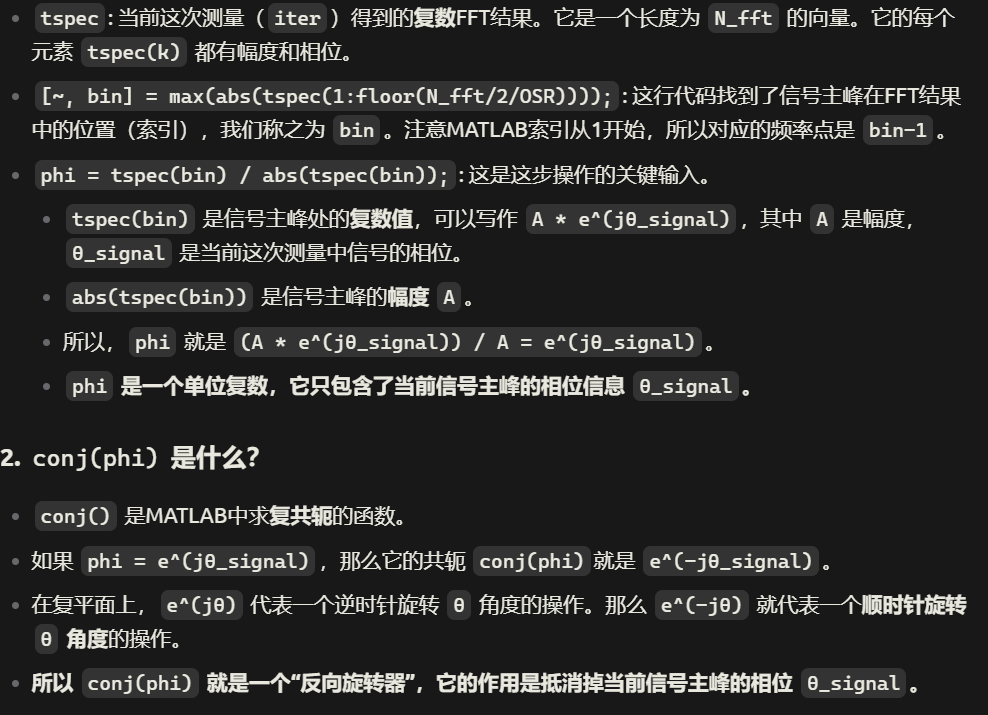 tspec：当前这次测量（ iter ）得到的复数FFT结果。它是一个长度为 N_fft 的向量。它的每个
元素 tspec(k) 都有幅度和相位。
[~, bin] = max(abs(tspec(1:floor(N_fft/2/OSR))));：这行代码找到了信号主峰在FFT结果
中的位置（索引），我们称之为 bin 。注意MATLAB索引从1开始，所以对应的频率点是 bin-1 。
phi = tspec(bin) / abs(tspec(bin));：这是这步操作的关键输入。
tspec(bin) 是信号主峰处的复数值，可以写作 A * e^(jθ_signal) ，其中 A 是幅度，
θ_signal 是当前这次测量中信号的相位。
abs(tspec(bin)) 是信号主峰的幅度 A 。
所以， phi 就是 (A * e^(jθ_signal)) / A = e^(jθ_signal) 。
phi 是一个单位复数，它只包含了当前信号主峰的相位信息 θ_signal 。
2. conj(phi) 是什么？
conj() 是MATLAB中求复共轭的函数。
如果 phi = e^(jθ_signal) ，那么它的共轭 conj(phi) 就是 e^(-jθ_signal) 。
在复平面上， e^(jθ) 代表一个逆时针旋转 θ 角度的操作。那么 e^(-jθ) 就代表一个顺时针旋转
θ 角度的操作。
所以 conj(phi) 就是一个“反向旋转器”，它的作用是抵消掉当前信号主峰的相位 θ_signal 。